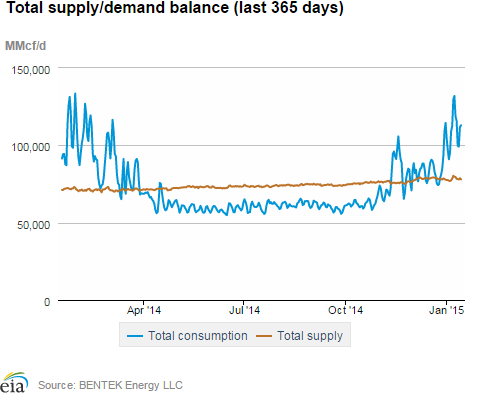 Total supply/demand balance (last 365 days)
MMcf/d
150,000
100,000
50,000
0
Apr '14 Jul '14 Oct '14 Jan '15
Total consumption Total supply
eia Source: BENTEK Energy LLC